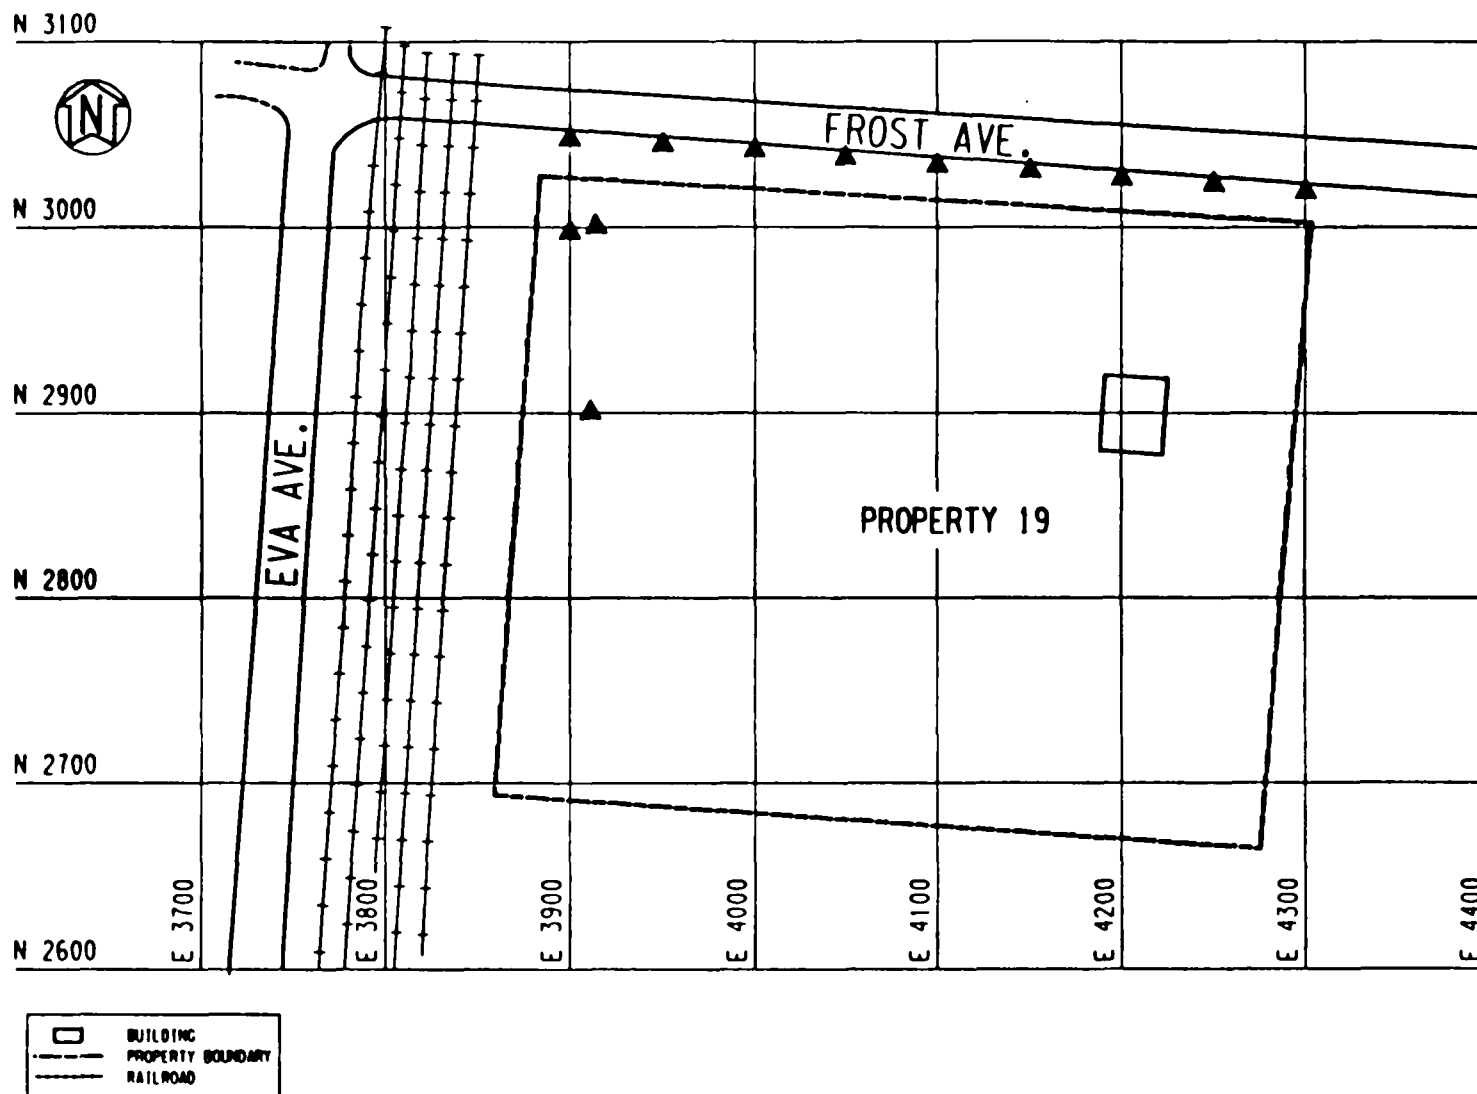 N 3100
N
FROST AVE.
N 3000
N 2900
EVA AVE.
PROPERTY 19
N 2800
N 2700
E 3700
E 3800
E 3900
E 4000
E 4100
E 4200
E 4300
E 4400
N 2600
BUILDING
PROPERTY BOUNDARY
RAILROAD